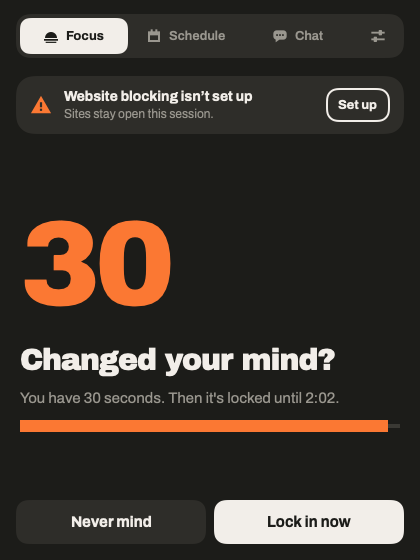 Focus
Schedule
Chat
Website blocking isn’t set up
Sites stay open this session.
Set up
30
Changed your mind?
You have 30 seconds. Then it's locked until 2:02.
Never mind
Lock in now